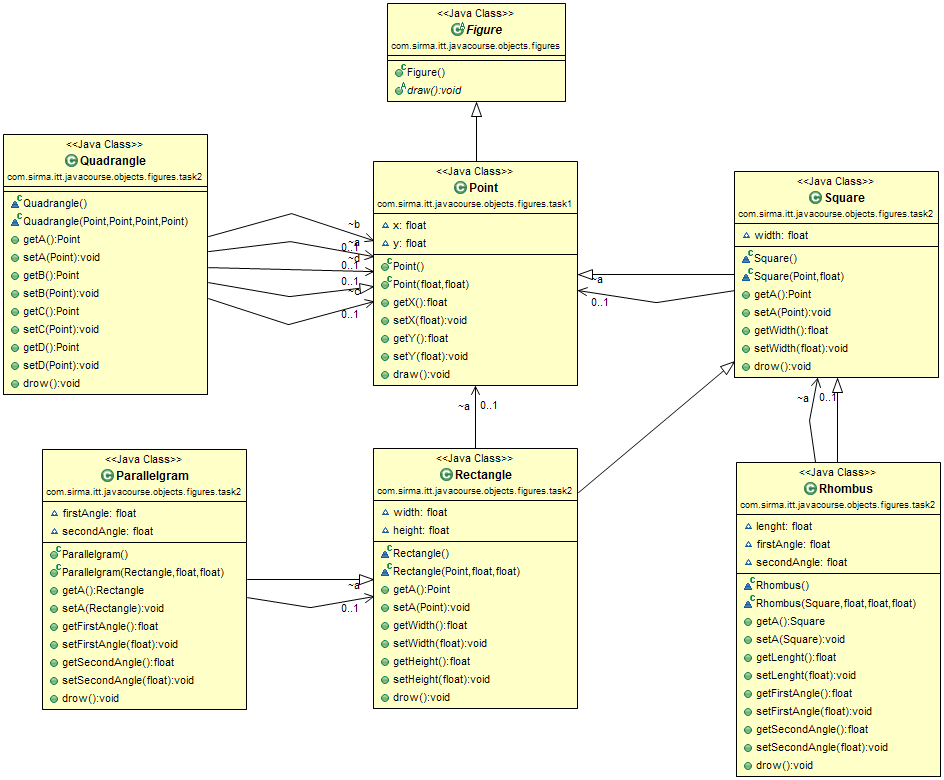 <<Java Class>>
Figure
com.sirma.itt.javacourse.objects.figures
Figure()
draw():void
<<Java Class>>
Quadrangle
com.sirma.itt.javacourse.objects.figures.task2
Quadrangle()
Quadrangle(Point,Point,Point,Point)
getA():Point
setA(Point):void
getB():Point
setB(Point):void
getC():Point
setC(Point):void
getD():Point
setD(Point):void
drow():void
~b
0..1
~a
0..1
~d
0..1
~c
0..1
<<Java Class>>
Point
com.sirma.itt.javacourse.objects.figures.task1
x: float
y: float
Point()
Point(float,float)
getX():float
setX(float):void
getY():float
setY(float):void
draw():void
~a
0..1
<<Java Class>>
Square
com.sirma.itt.javacourse.objects.figures.task2
width: float
Square()
Square(Point,float)
getA():Point
setA(Point):void
getWidth():float
setWidth(float):void
drow():void
~a
0..1
~a
0..1
<<Java Class>>
Parallelgram
com.sirma.itt.javacourse.objects.figures.task2
firstAngle: float
secondAngle: float
Parallelgram()
Parallelgram(Rectangle,float,float)
getA():Rectangle
setA(Rectangle):void
getFirstAngle():float
setFirstAngle(float):void
getSecondAngle():float
setSecondAngle(float):void
drow():void
~a
0..1
<<Java Class>>
Rectangle
com.sirma.itt.javacourse.objects.figures.task2
width: float
height: float
Rectangle()
Rectangle(Point,float,float)
getA():Point
setA(Point):void
getWidth():float
setWidth(float):void
getHeight():float
setHeight(float):void
drow():void
<<Java Class>>
Rhombus
com.sirma.itt.javacourse.objects.figures.task2
lenght: float
firstAngle: float
secondAngle: float
Rhombus()
Rhombus(Square,float,float,float)
getA():Square
setA(Square):void
getLenght():float
setLenght(float):void
getFirstAngle():float
setFirstAngle(float):void
getSecondAngle():float
setSecondAngle(float):void
drow():void